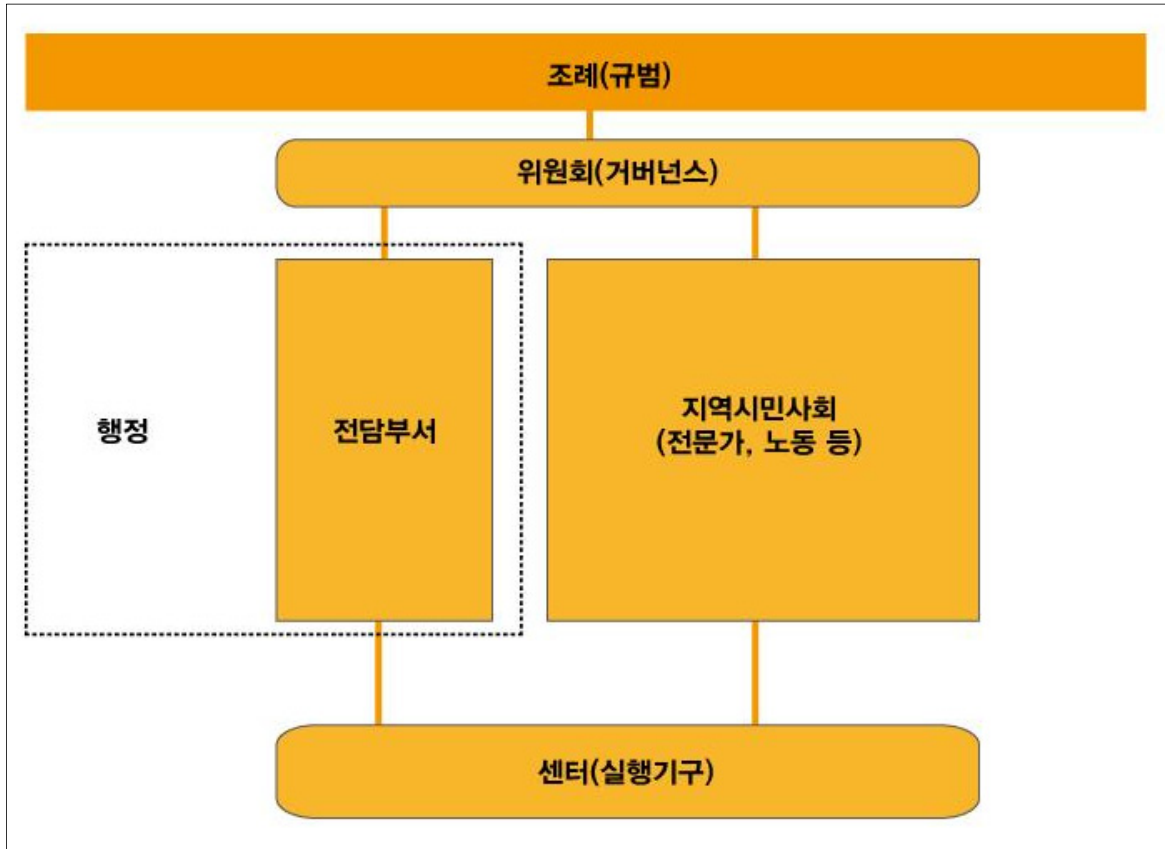 조례(규범)
위원회(거버넌스)
행정
전담부서
지역시민사회
(전문가, 노동 등)
센터(실행기구)